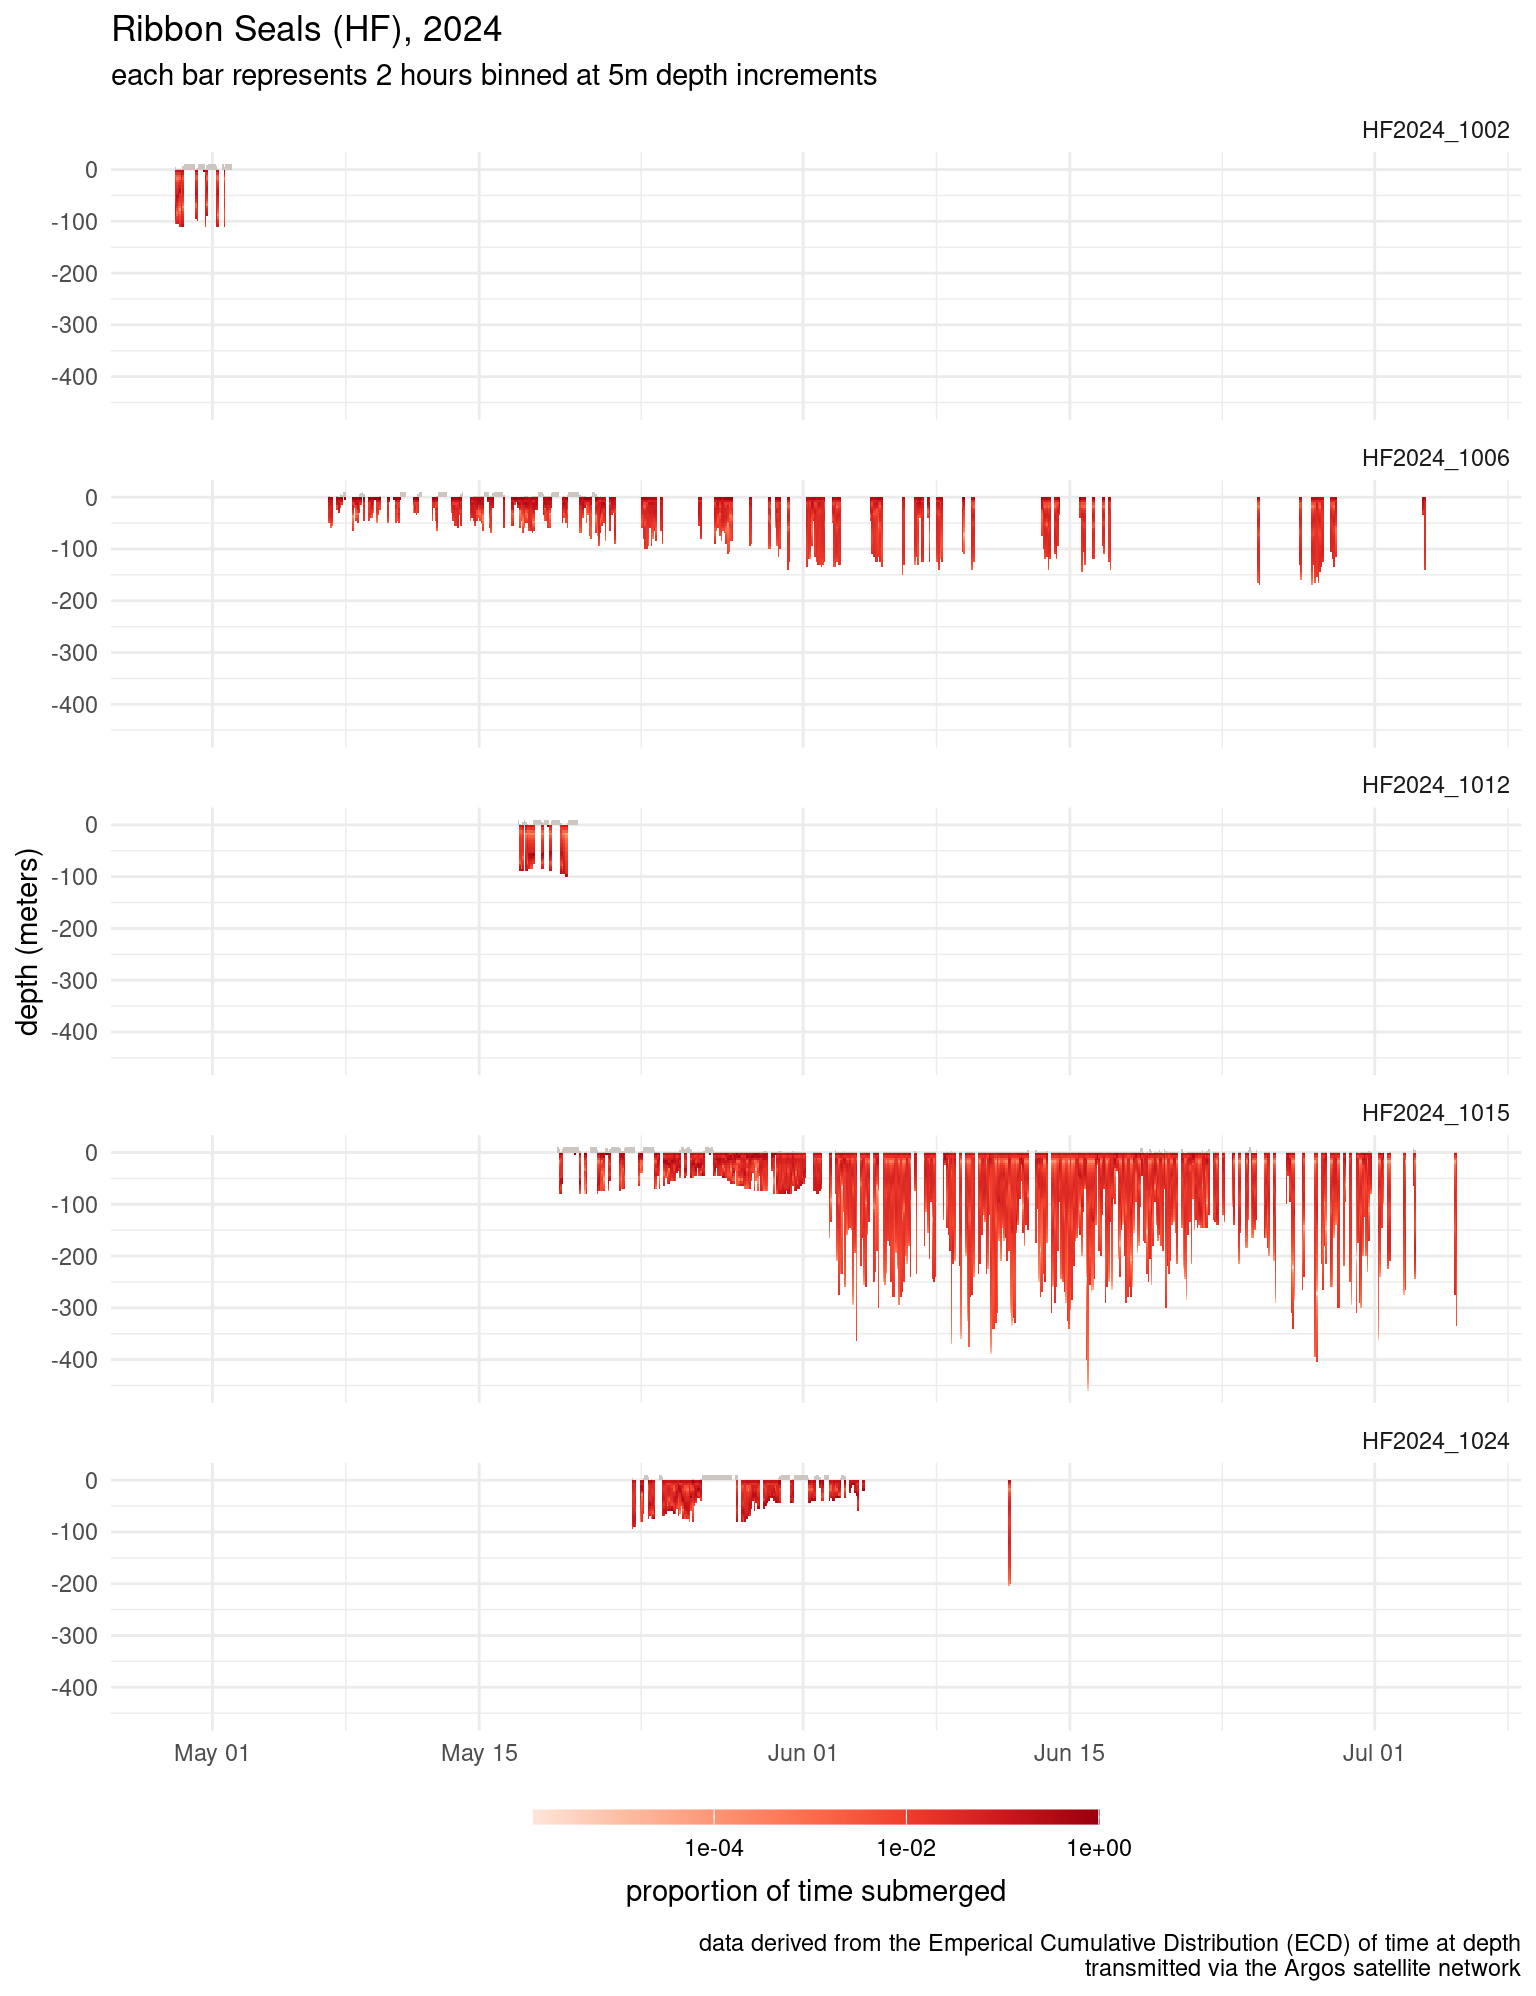 Ribbon Seals (HF), 2024
each bar represents 2 hours binned at 5m depth increments
HF2024_1002
0
-100
-200
-300
-400
HF2024_1006
0
-100
-200
-300
-400
HF2024_1012
0
-100
-200
-300
-400
depth (meters)
HF2024_1015
0
-100
-200
-300
-400
HF2024_1024
0
-100
-200
-300
-400
May 01 May 15 Jun 01 Jun 15 Jul 01
1e-04 1e-02 1e+00
proportion of time submerged
data derived from the Emperical Cumulative Distribution (ECD) of time at depth
transmitted via the Argos satellite network